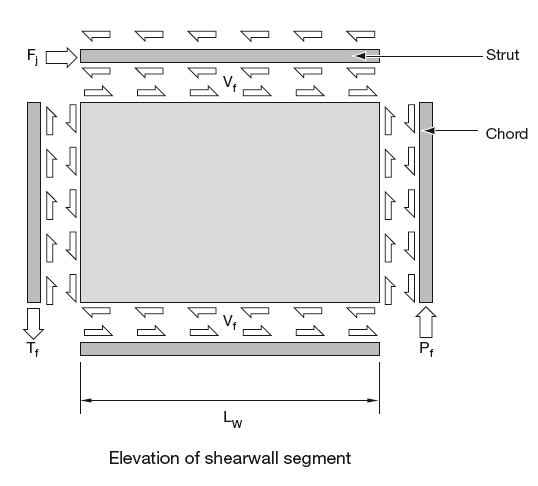 Fj
Strut
Vf
Chord
Vf
Tf
Pf
LW
Elevation of shearwall segment